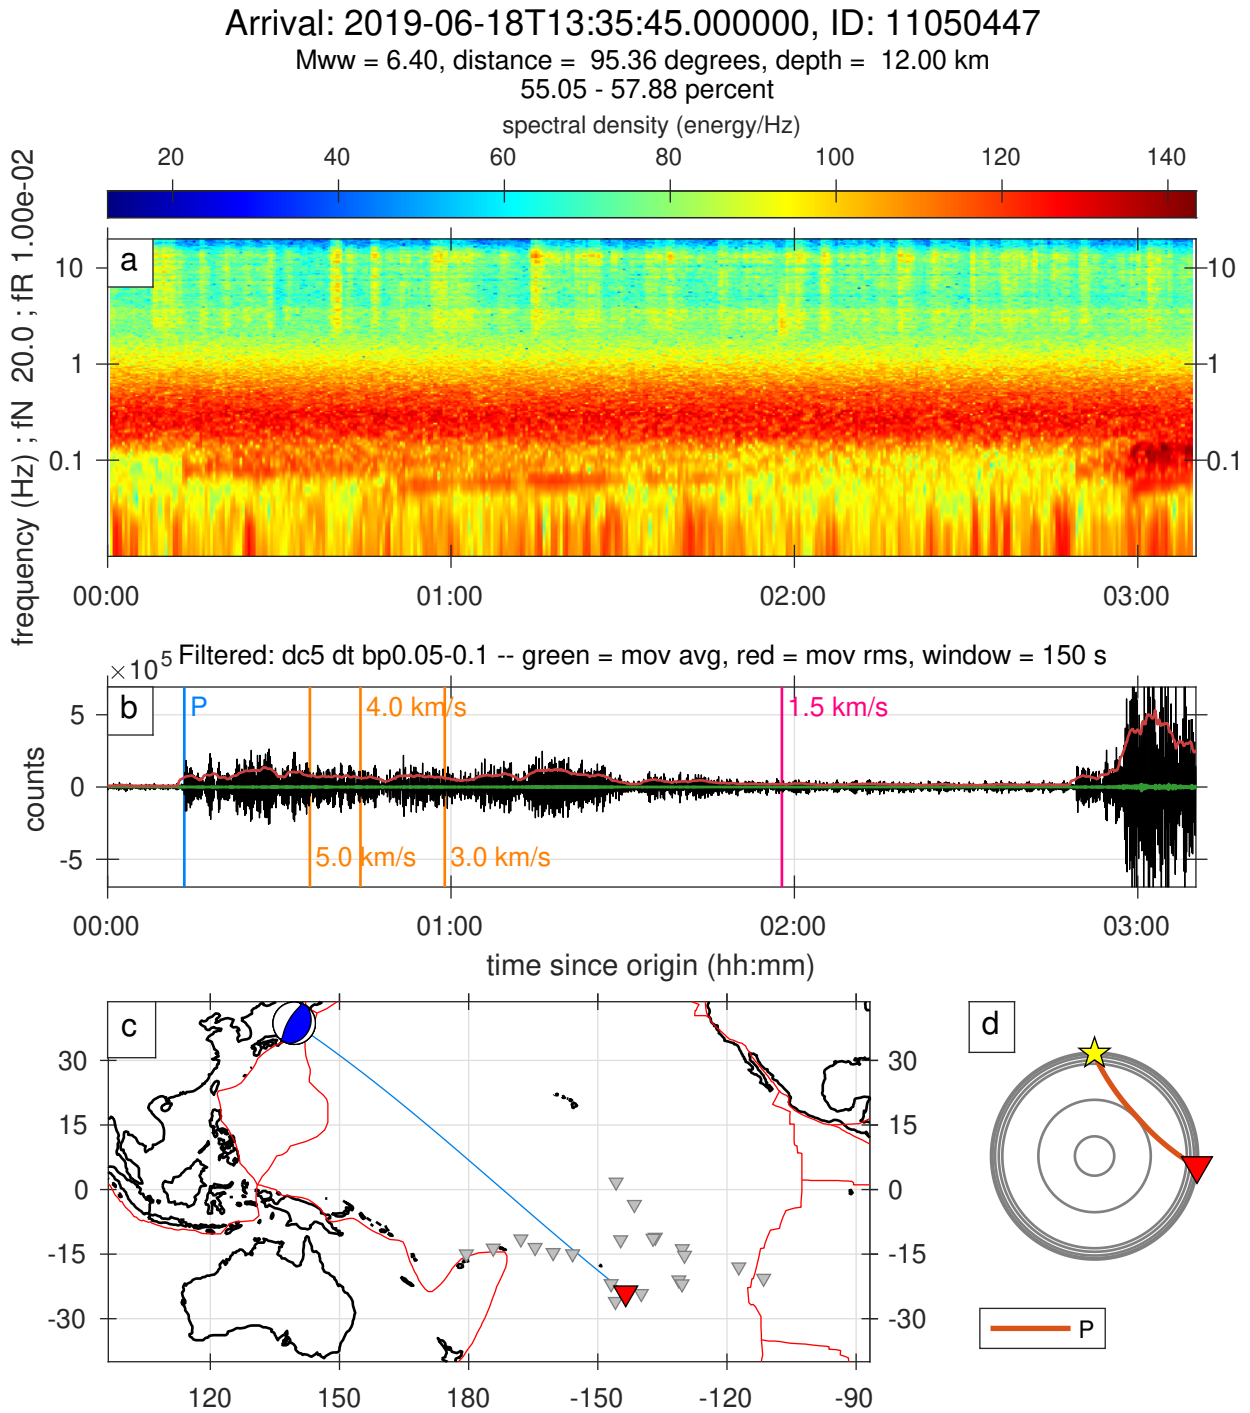 Arrival: 2019-06-18T13:35:45.000000, ID: 11050447
Mww = 6.40, distance =  95.36 degrees, depth =  12.00 km
55.05 - 57.88 percent
spectral density (energy/Hz)
20 40 60 80 100 120 140
a
frequency (Hz) ; fN  20.0 ; fR 1.00e-02
10 10
1 1
0.1 0.1
00:00 01:00 02:00 03:00
×10^5 Filtered: dc5 dt bp0.05-0.1 -- green = mov avg, red = mov rms, window = 150 s
b P 4.0 km/s 1.5 km/s
5
0
-5
counts
5.0 km/s 3.0 km/s
00:00 01:00 02:00 03:00
time since origin (hh:mm)
c d
30 30
15 15
0 0
-15 -15
-30 -30
120 150 180 -150 -120 -90
P